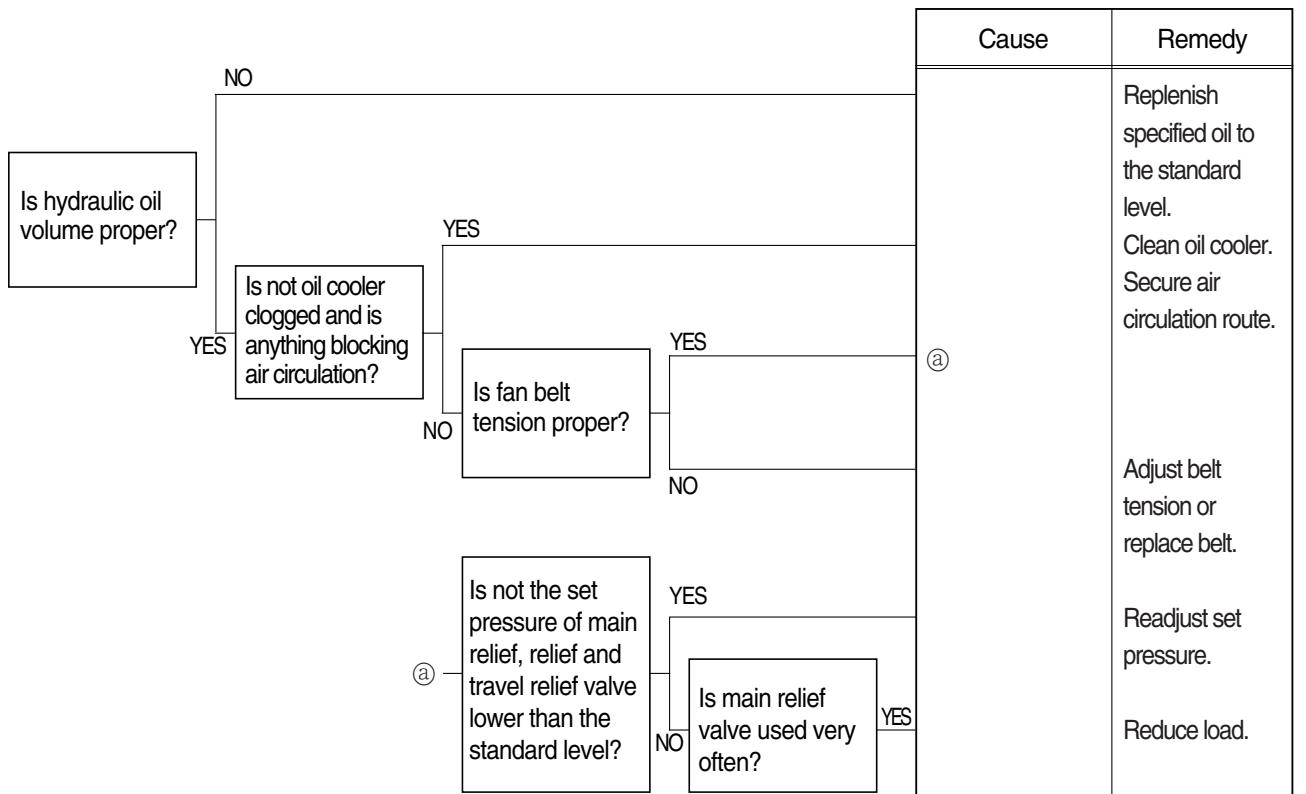 Cause
Remedy
NO
Replenish
specified oil to
the standard
level.
Is hydraulic oil
volume proper?
YES
Clean oil cooler.
Secure air
circulation route.
YES
Is not oil cooler
clogged and is
anything blocking
air circulation?
YES
ⓐ
NO
Is fan belt
tension proper?
NO
Adjust belt
tension or
replace belt.
ⓐ
Is not the set
pressure of main
relief, relief and
travel relief valve
lower than the
standard level?
YES
Readjust set
pressure.
NO
Is main relief
valve used very
often?
YES
Reduce load.